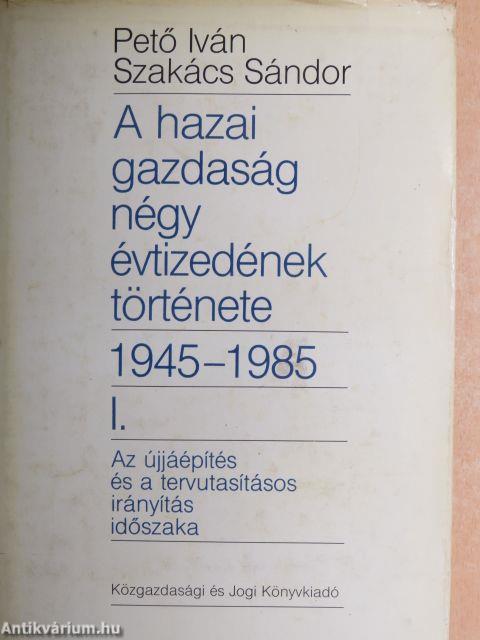 Pető Iván
Szakács Sándor
A hazai
gazdaság
négy
évtizedének
története
1945–1985
I.
Az újjáépítés
és a tervutasításos
irányítás
időszaka
Közgazdasági és Jogi Könyvkiadó
Antikvárium.hu